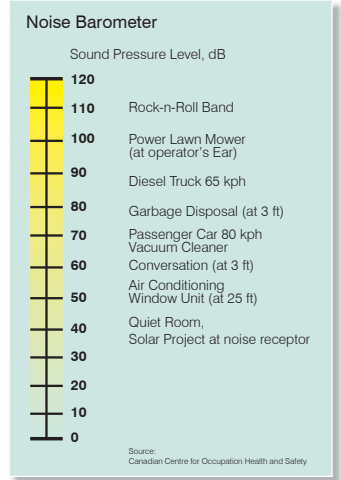 Noise Barometer
Sound Pressure Level, dB
120
110 Rock-n-Roll Band
100 Power Lawn Mower
(at operator's Ear)
90
Diesel Truck 65 kph
80 Garbage Disposal (at 3 ft)
70 Passenger Car 80 kph
Vacuum Cleaner
60 Conversation (at 3 ft)
Air Conditioning
50 Window Unit (at 25 ft)
40 Quiet Room,
Solar Project at noise receptor
30
20
10
0
Source:
Canadian Centre for Occupation Health and Safety